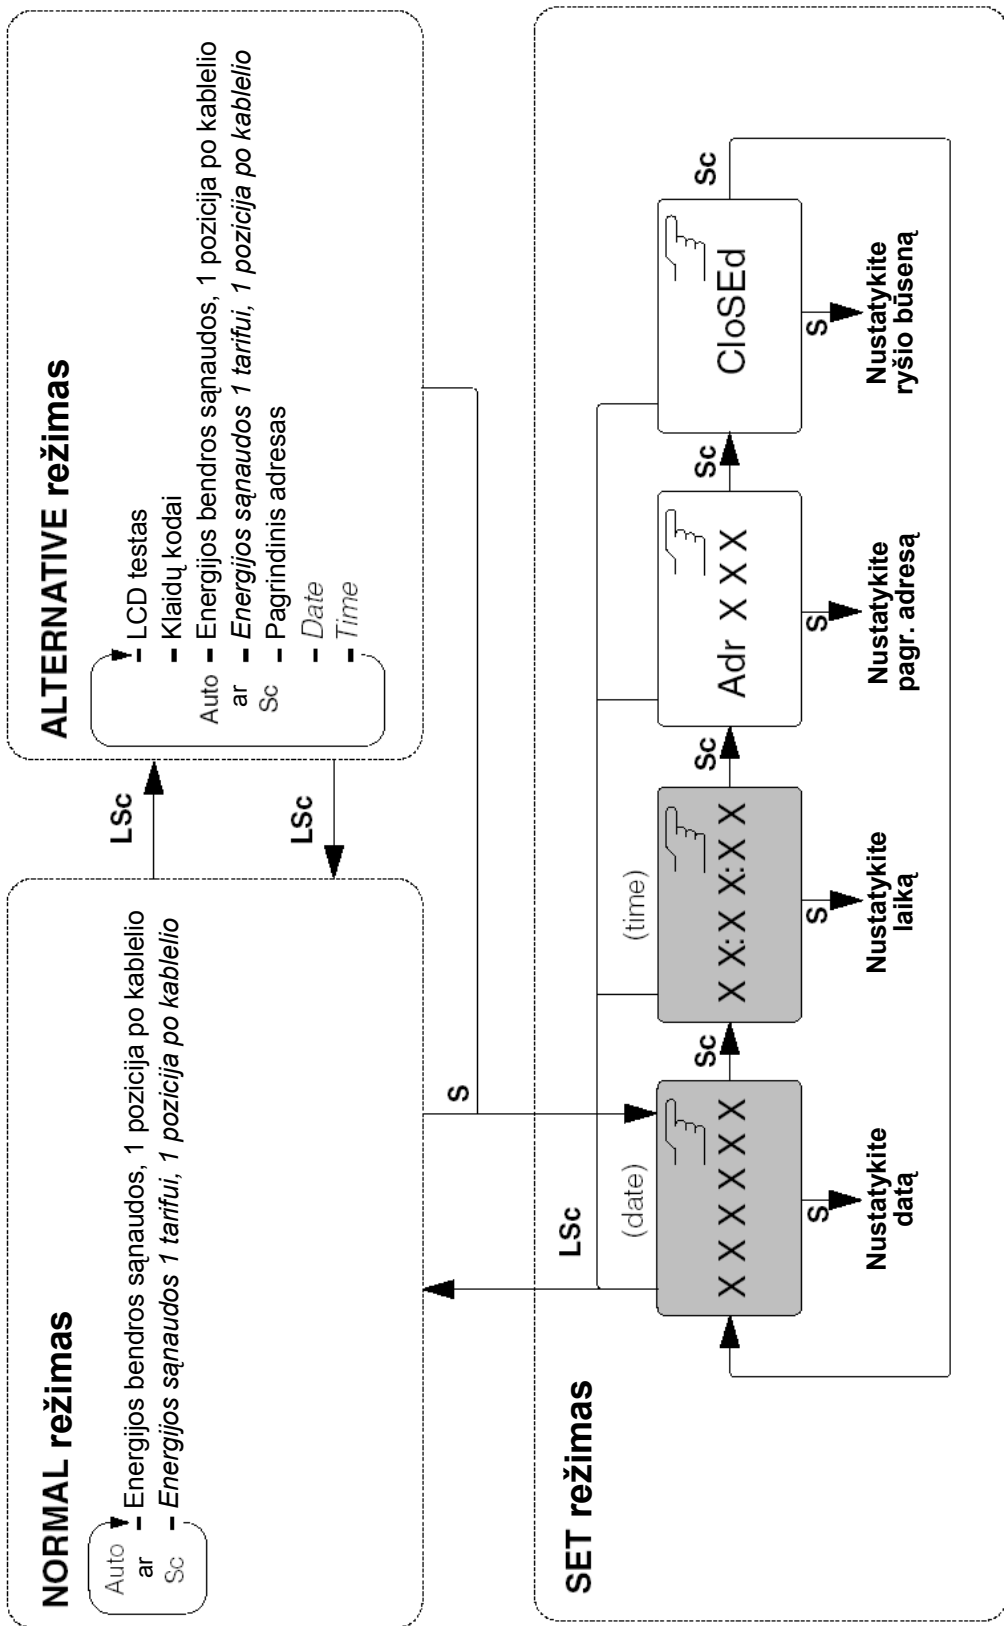 NORMAL režimas
Auto
ar
Sc
Energijos bendros sąnaudos, 1 pozicija po kablelio
Energijos sąnaudos 1 tarifui, 1 pozicija po kablelio
LSc
LSc
ALTERNATIVE režimas
Auto
ar
Sc
LCD testas
Klaidų kodai
Energijos bendros sąnaudos, 1 pozicija po kablelio
Energijos sąnaudos 1 tarifui, 1 pozicija po kablelio
Pagrindinis adresas
Date
Time
S
LSc
SET režimas
(date)
X X X X X X
Sc
(time)
X X:X X:X X
Sc
Adr X X X
Sc
CloSEd
Sc
S
Nustatykite
datą
S
Nustatykite
laiką
S
Nustatykite
pagr. adresą
S
Nustatykite
ryšio būseną